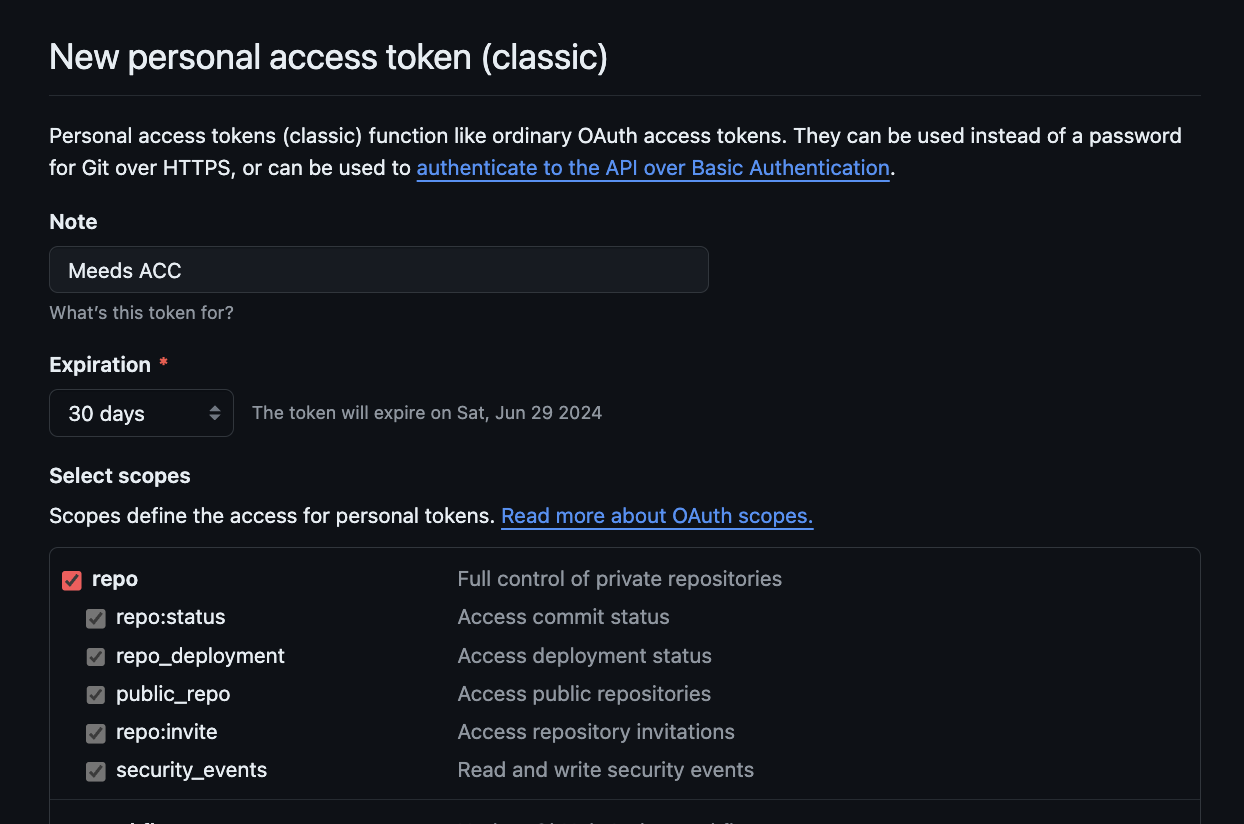 New personal access token (classic)
Personal access tokens (classic) function like ordinary OAuth access tokens. They can be used instead of a password
for Git over HTTPS, or can be used to authenticate to the API over Basic Authentication.
Note
Meeds ACC
What's this token for?
Expiration *
30 days The token will expire on Sat, Jun 29 2024
Select scopes
Scopes define the access for personal tokens. Read more about OAuth scopes.
repo Full control of private repositories
repo:status Access commit status
repo_deployment Access deployment status
public_repo Access public repositories
repo:invite Access repository invitations
security_events Read and write security events